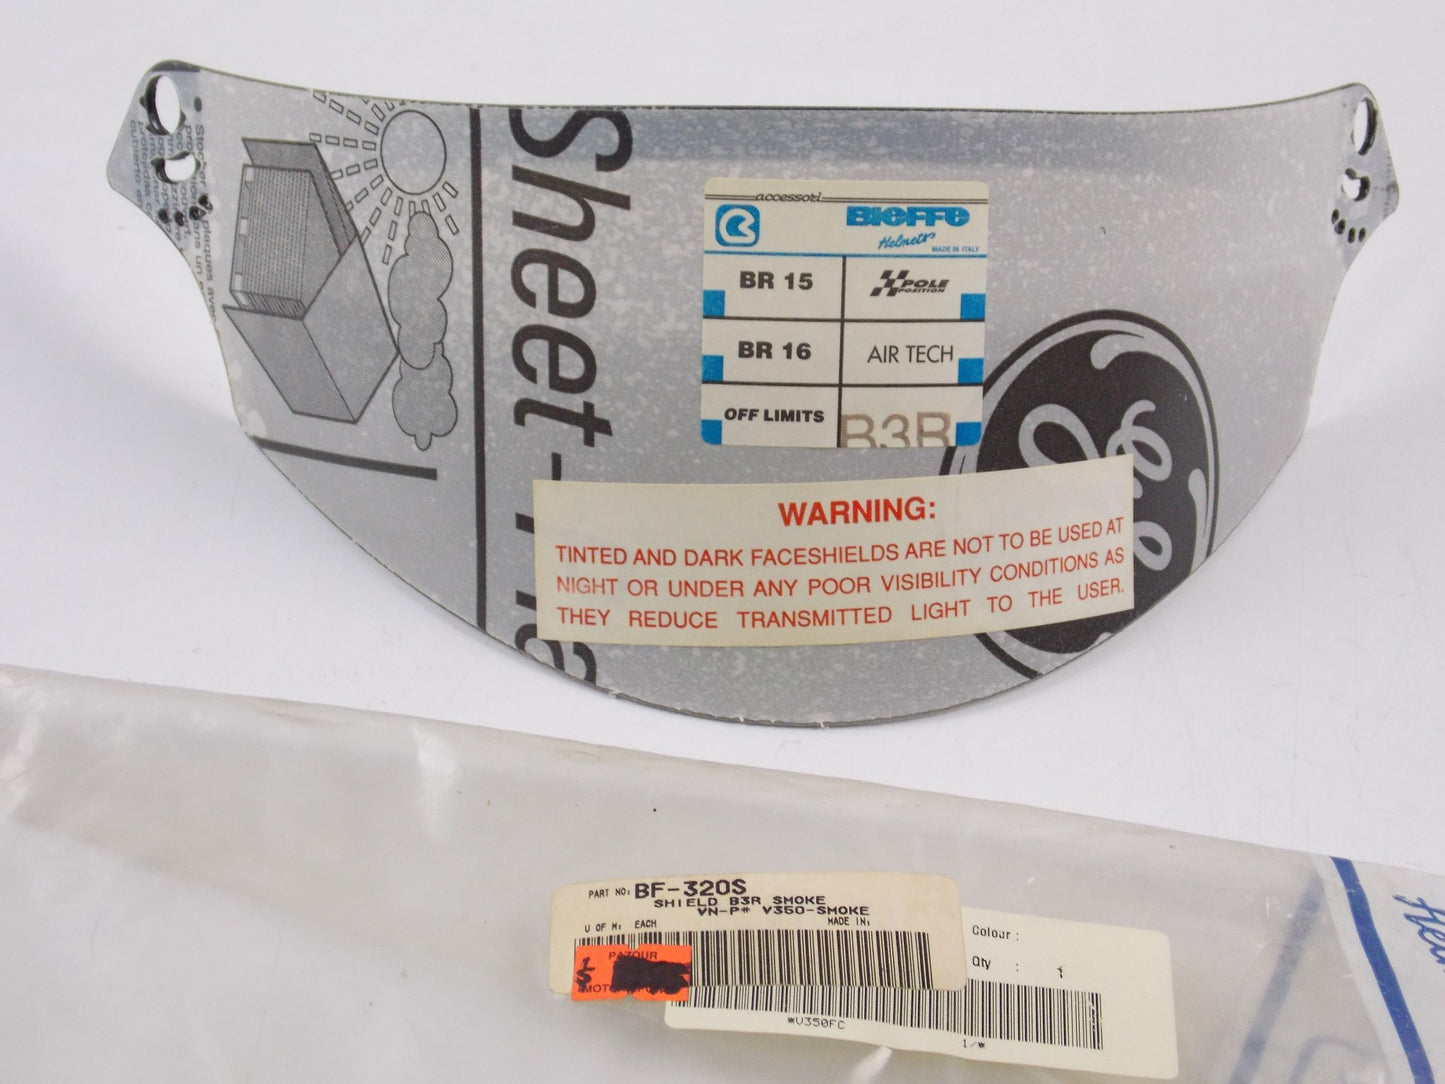 Sheet
accessori
BIEFFE
Helmets
MADE IN ITALY
BR 15
POLE
POSITION
BR 16
AIR TECH
OFF LIMITS
B3R
WARNING:
TINTED AND DARK FACESHIELDS ARE NOT TO BE USED AT
NIGHT OR UNDER ANY POOR VISIBILITY CONDITIONS AS
THEY REDUCE TRANSMITTED LIGHT TO THE USER.
PART NO: BF-320S
SHIELD B3R SMOKE
VN-P# V350-SMOKE
U OF M: EACH
MADE IN:
Colour :
Qty : 1
*V350FC
1/*